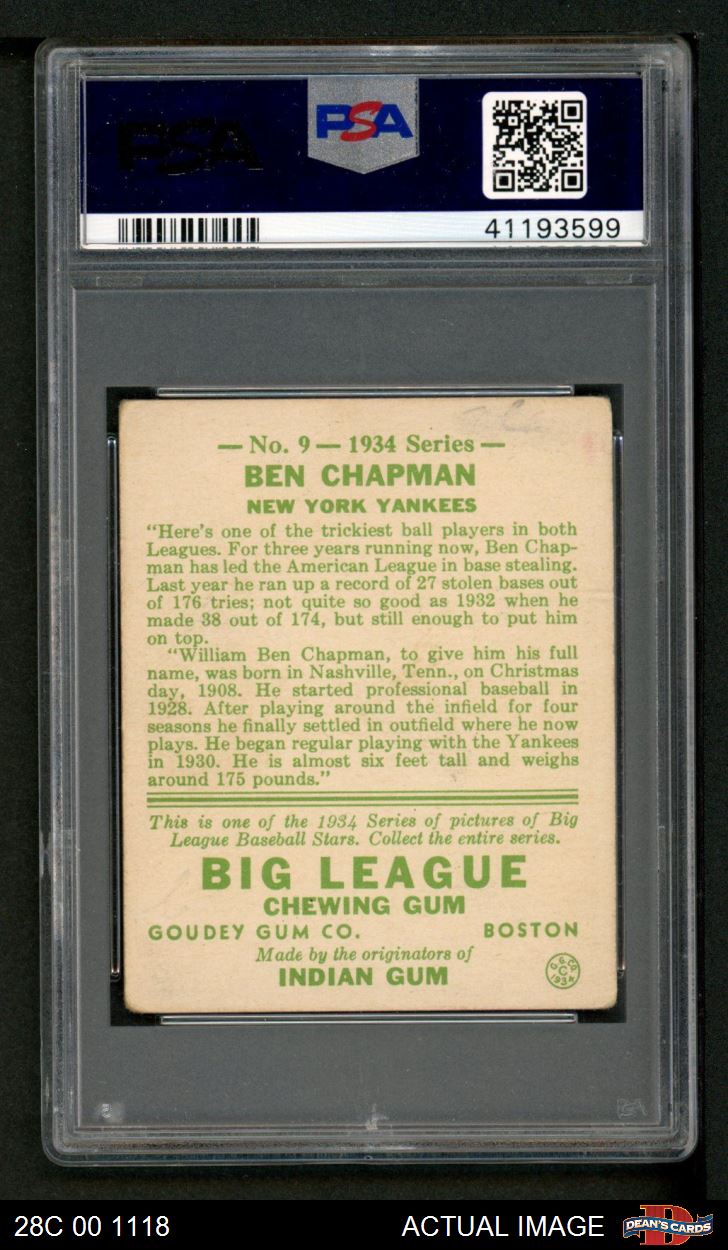 PSA
PSA
41193599
— No. 9 — 1934 Series —
BEN CHAPMAN
NEW YORK YANKEES
"Here's one of the trickiest ball players in both
Leagues. For three years running now, Ben Chap-
man has led the American League in base stealing.
Last year he ran up a record of 27 stolen bases out
of 176 tries; not quite so good as 1932 when he
made 38 out of 174, but still enough to put him
on top.
"William Ben Chapman, to give him his full
name, was born in Nashville, Tenn., on Christmas
day, 1908. He started professional baseball in
1928. After playing around the infield for four
seasons he finally settled in outfield where he now
plays. He began regular playing with the Yankees
in 1930. He is almost six feet tall and weighs
around 175 pounds."
This is one of the 1934 Series of pictures of Big
League Baseball Stars. Collect the entire series.
BIG LEAGUE
CHEWING GUM
GOUDEY GUM CO. BOSTON
Made by the originators of
INDIAN GUM
G. G. CO.
C
1934
28C 00 1118
ACTUAL IMAGE
DEAN'S CARDS